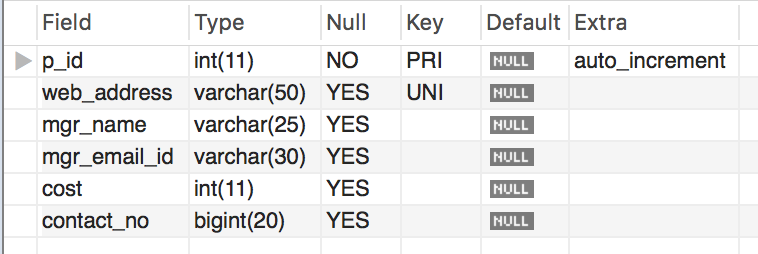 Field Type Null Key Default Extra
p_id int(11) NO PRI NULL auto_increment
web_address varchar(50) YES UNI NULL
mgr_name varchar(25) YES NULL
mgr_email_id varchar(30) YES NULL
cost int(11) YES NULL
contact_no bigint(20) YES NULL